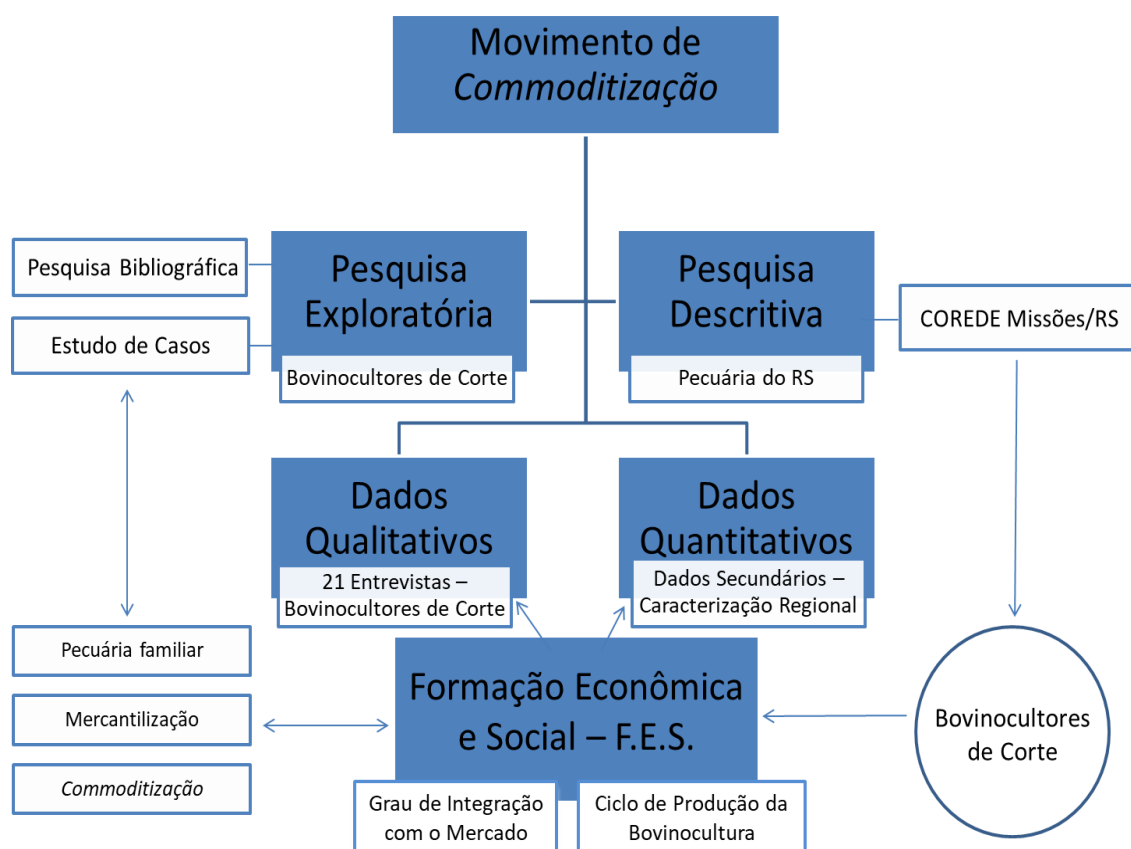 Movimento de
Commoditização
Pesquisa Bibliográfica
Estudo de Casos
Pesquisa
Exploratória
Bovinocultores de Corte
Pesquisa
Descritiva
Pecuária do RS
COREDE Missões/RS
Dados
Qualitativos
21 Entrevistas –
Bovinocultores de Corte
Dados
Quantitativos
Dados Secundários –
Caracterização Regional
Pecuária familiar
Mercantilização
Commoditização
Formação Econômica
e Social – F.E.S.
Grau de Integração
com o Mercado
Ciclo de Produção da
Bovinocultura
Bovinocultores
de Corte